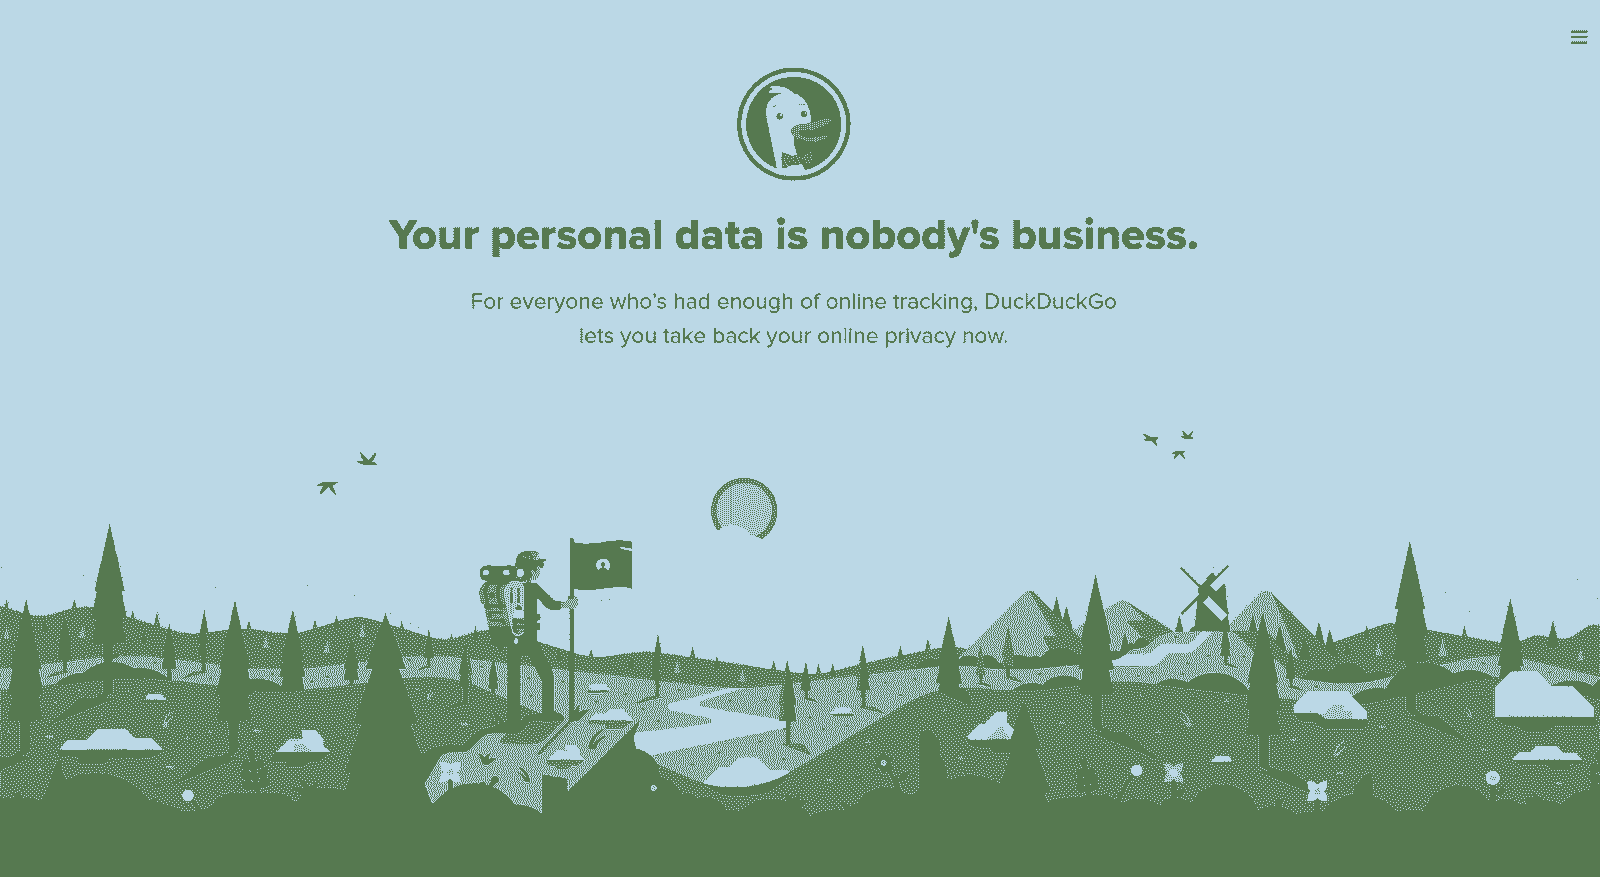 Your personal data is nobody's business.
For everyone who’s had enough of online tracking, DuckDuckGo
lets you take back your online privacy now.